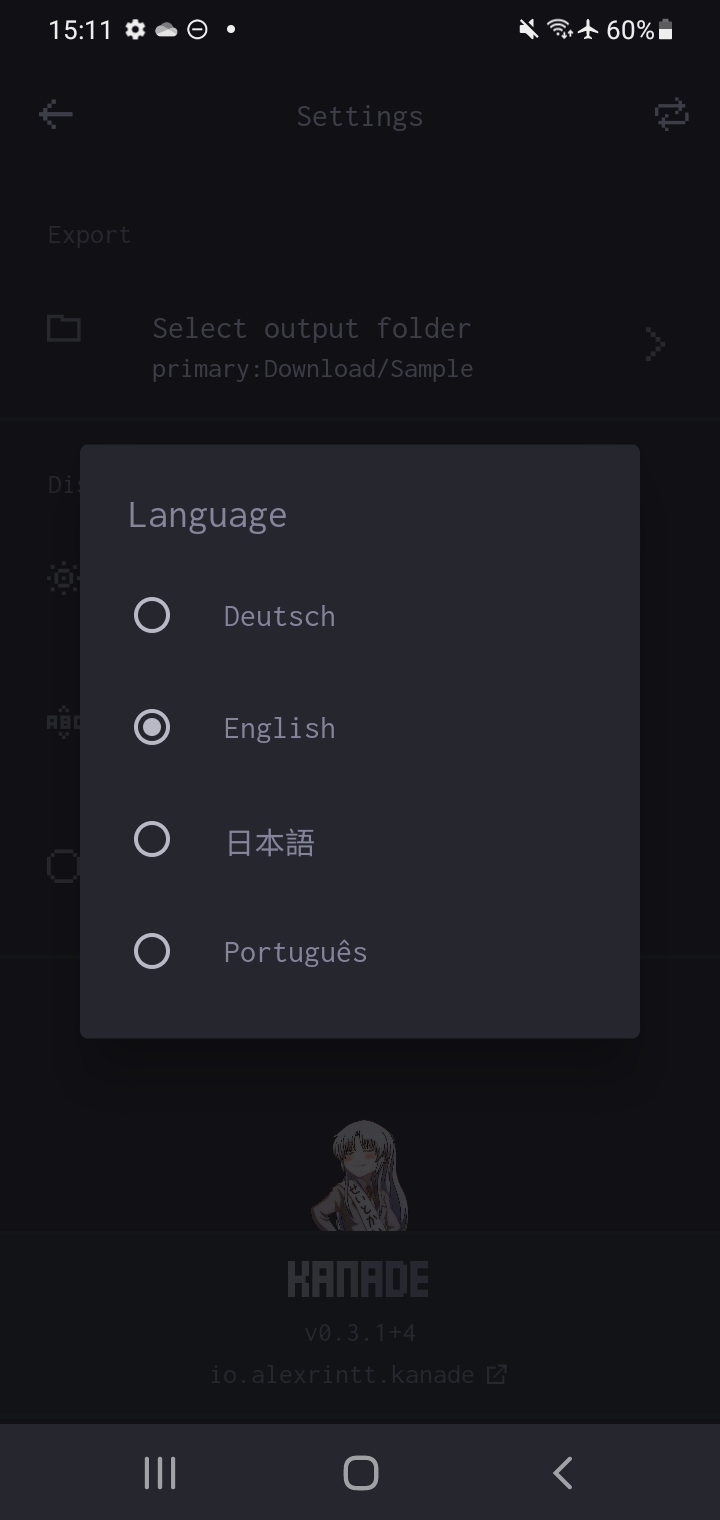 15:11
60%
Settings
Export
Select output folder
primary:Download/Sample
Dis
Language
Deutsch
English
日本語
Português
KANADE
v0.3.1+4
io.alexrintt.kanade